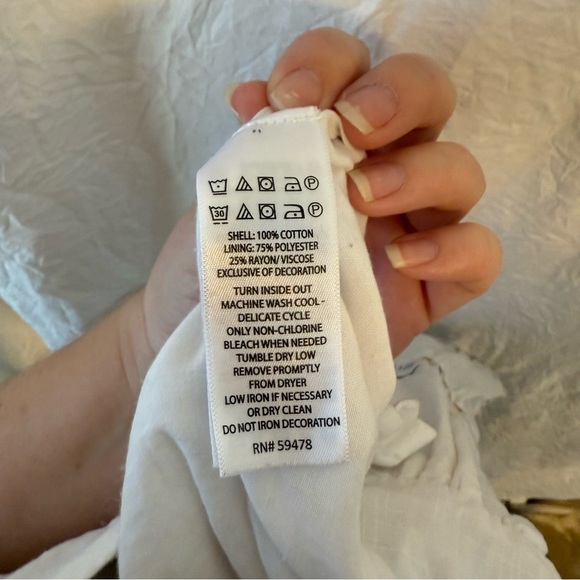 30
SHELL: 100% COTTON
LINING: 75% POLYESTER
25% RAYON/ VISCOSE
EXCLUSIVE OF DECORATION
TURN INSIDE OUT
MACHINE WASH COOL -
DELICATE CYCLE
ONLY NON-CHLORINE
BLEACH WHEN NEEDED
TUMBLE DRY LOW
REMOVE PROMPTLY
FROM DRYER
LOW IRON IF NECESSARY
OR DRY CLEAN
DO NOT IRON DECORATION
RN# 59478